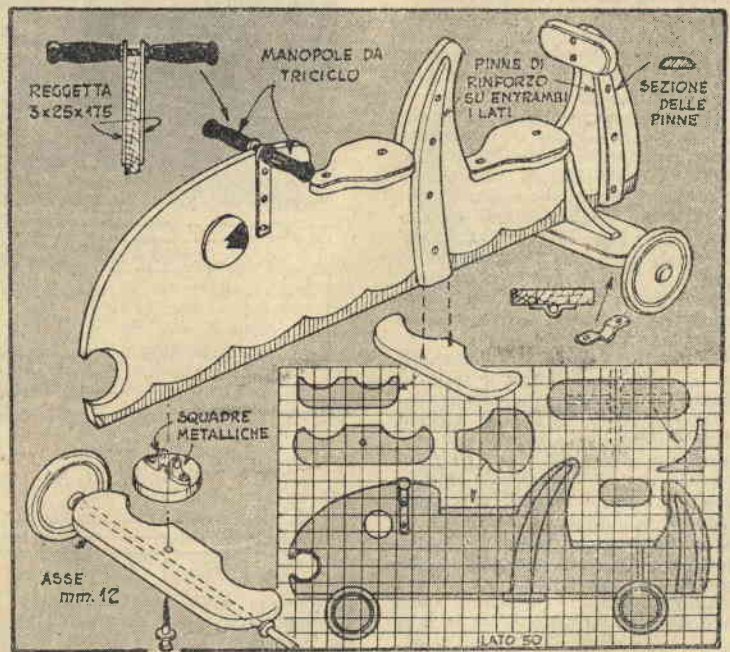 MANOPOLE DA
TRICICLO
REGGETTA
3x25x175
PINNE DI
RINFORZO
SU ENTRAMBI
I LATI
SEZIONE
DELLE
PINNE
SQUADRE
METALLICHE
ASSE
mm. 12
LATO 50